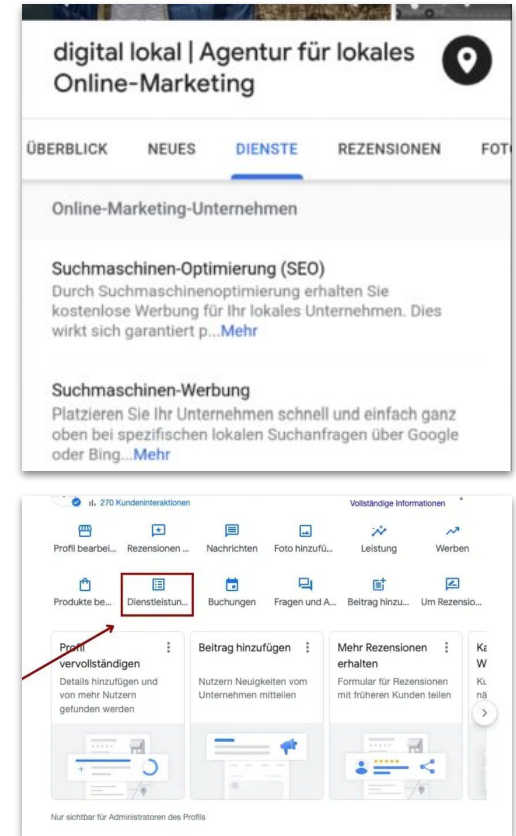 digital lokal | Agentur für lokales
Online-Marketing
ÜBERBLICK NEUES DIENSTE REZENSIONEN FOT
Online-Marketing-Unternehmen
Suchmaschinen-Optimierung (SEO)
Durch Suchmaschinenoptimierung erhalten Sie
kostenlose Werbung für Ihr lokales Unternehmen. Dies
wirkt sich garantiert p...Mehr
Suchmaschinen-Werbung
Platzieren Sie Ihr Unternehmen schnell und einfach ganz
oben bei spezifischen lokalen Suchanfragen über Google
oder Bing...Mehr
270 Kundeninteraktionen Vollständige Informationen
Profil bearbei... Rezensionen ... Nachrichten Foto hinzufü... Leistung Werben
Produkte be... Dienstleistun... Buchungen Fragen und A... Beitrag hinzu... Um Rezensio...
Profil
vervollständigen
Details hinzufügen und
von mehr Nutzern
gefunden werden
Beitrag hinzufügen
Nutzern Neuigkeiten vom
Unternehmen mitteilen
Mehr Rezensionen
erhalten
Formular für Rezensionen
mit früheren Kunden teilen
Ka
W
Ku
nä
Nur sichtbar für Administratoren des Profils